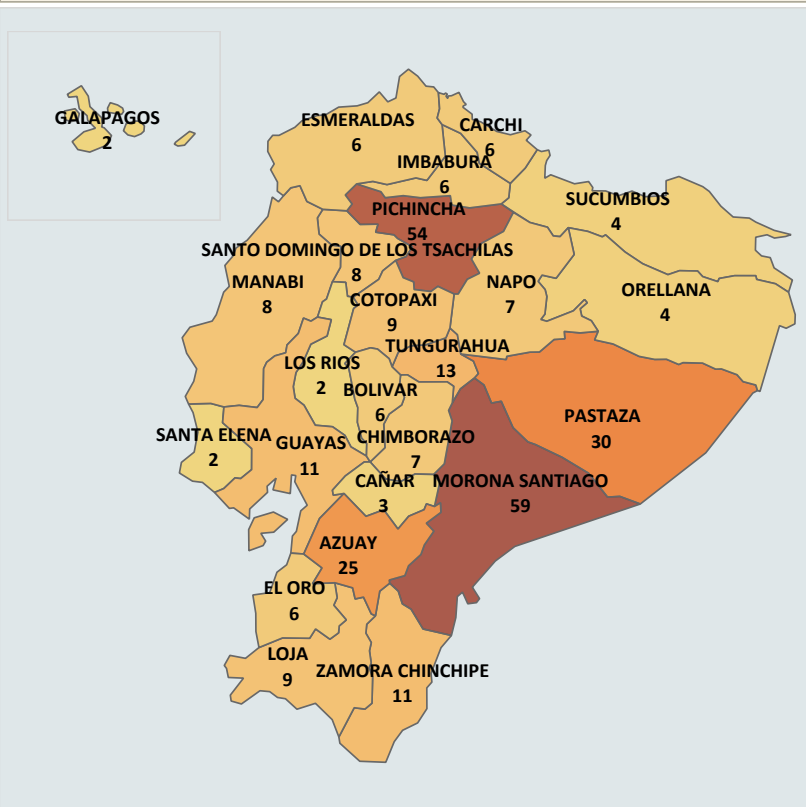 GALAPAGOS
2
ESMERALDAS
6
CARCHI
6
IMBABURA
6
SUCUMBIOS
4
PICHINCHA
54
SANTO DOMINGO DE LOS TSACHILAS
8
MANABI
8
COTOPAXI
9
NAPO
7
ORELLANA
4
TUNGURAHUA
13
LOS RIOS
2
BOLIVAR
6
PASTAZA
30
SANTA ELENA
2
GUAYAS
11
CHIMBORAZO
7
CAÑAR
3
MORONA SANTIAGO
59
AZUAY
25
EL ORO
6
LOJA
9
ZAMORA CHINCHIPE
11